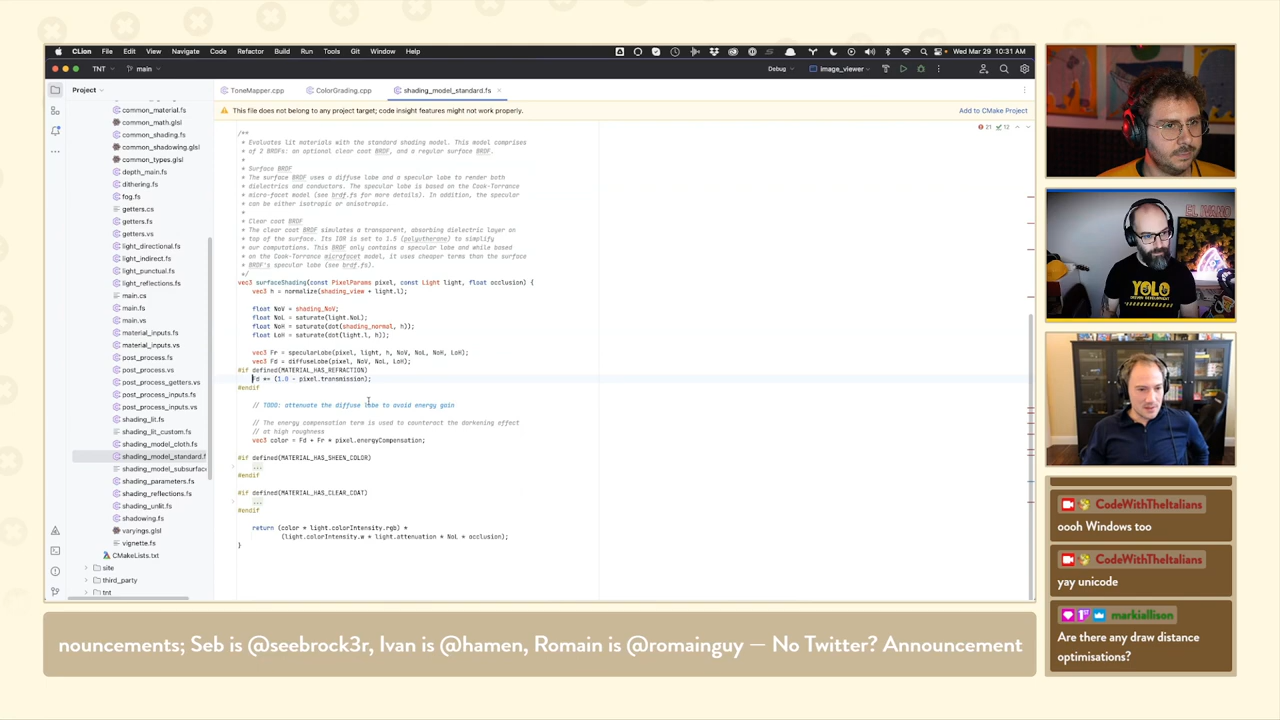 CLion File Edit View Navigate Code Refactor Build Run Tools Git Window Help
Wed Mar 29 10:31 AM
TNT main
Debug image_viewer
Project
ToneMapper.cpp ColorGrading.cpp shading_model_standard.fs
This file does not belong to any project target; code insight features might not work properly.
Add to CMake Project
21 12
common_material.fs
common_math.glsl
common_shading.fs
common_shadowing.glsl
common_types.glsl
depth_main.fs
dithering.fs
fog.fs
getters.cs
getters.fs
getters.vs
light_directional.fs
light_indirect.fs
light_punctual.fs
light_reflections.fs
main.cs
main.fs
main.vs
material_inputs.fs
material_inputs.vs
post_process.fs
post_process.vs
post_process_getters.vs
post_process_inputs.fs
post_process_inputs.vs
shading_lit.fs
shading_lit_custom.fs
shading_model_cloth.fs
shading_model_standard.f
shading_model_subsurfac
shading_parameters.fs
shading_reflections.fs
shading_unlit.fs
shadowing.fs
varyings.glsl
vignette.fs
CMakeLists.txt
site
third_party
tnt
/**
* Evaluates lit materials with the standard shading model. This model comprises
* of 2 BRDFs: an optional clear coat BRDF, and a regular surface BRDF.
*
* Surface BRDF
* The surface BRDF uses a diffuse lobe and a specular lobe to render both
* dielectrics and conductors. The specular lobe is based on the Cook-Torrance
* micro-facet model (see brdf.fs for more details). In addition, the specular
* can be either isotropic or anisotropic.
*
* Clear coat BRDF
* The clear coat BRDF simulates a transparent, absorbing dielectric layer on
* top of the surface. Its IOR is set to 1.5 (polyutherane) to simplify
* our computations. This BRDF only contains a specular lobe and while based
* on the Cook-Torrance microfacet model, it uses cheaper terms than the surface
* BRDF's specular lobe (see brdf.fs).
*/
vec3 surfaceShading(const PixelParams pixel, const Light light, float occlusion) {
vec3 h = normalize(shading_view + light.l);
float NoV = shading_NoV;
float NoL = saturate(light.NoL);
float NoH = saturate(dot(shading_normal, h));
float LoH = saturate(dot(light.l, h));
vec3 Fr = specularLobe(pixel, light, h, NoV, NoL, NoH, LoH);
vec3 Fd = diffuseLobe(pixel, NoV, NoL, LoH);
#if defined(MATERIAL_HAS_REFRACTION)
Fd *= (1.0 - pixel.transmission);
#endif
// TODO: attenuate the diffuse lobe to avoid energy gain
// The energy compensation term is used to counteract the darkening effect
// at high roughness
vec3 color = Fd + Fr * pixel.energyCompensation;
#if defined(MATERIAL_HAS_SHEEN_COLOR)
...
#endif
#if defined(MATERIAL_HAS_CLEAR_COAT)
...
#endif
return (color * light.colorIntensity.rgb) *
(light.colorIntensity.w * light.attenuation * NoL * occlusion);
}
EL IVANO
YOLO
CodeWithTheItalians
oooh Windows too
CodeWithTheItalians
yay unicode
markiallison
Are there any draw distance
optimisations?
nouncements; Seb is @seebrock3r, Ivan is @hamen, Romain is @romainguy — No Twitter? Announcement